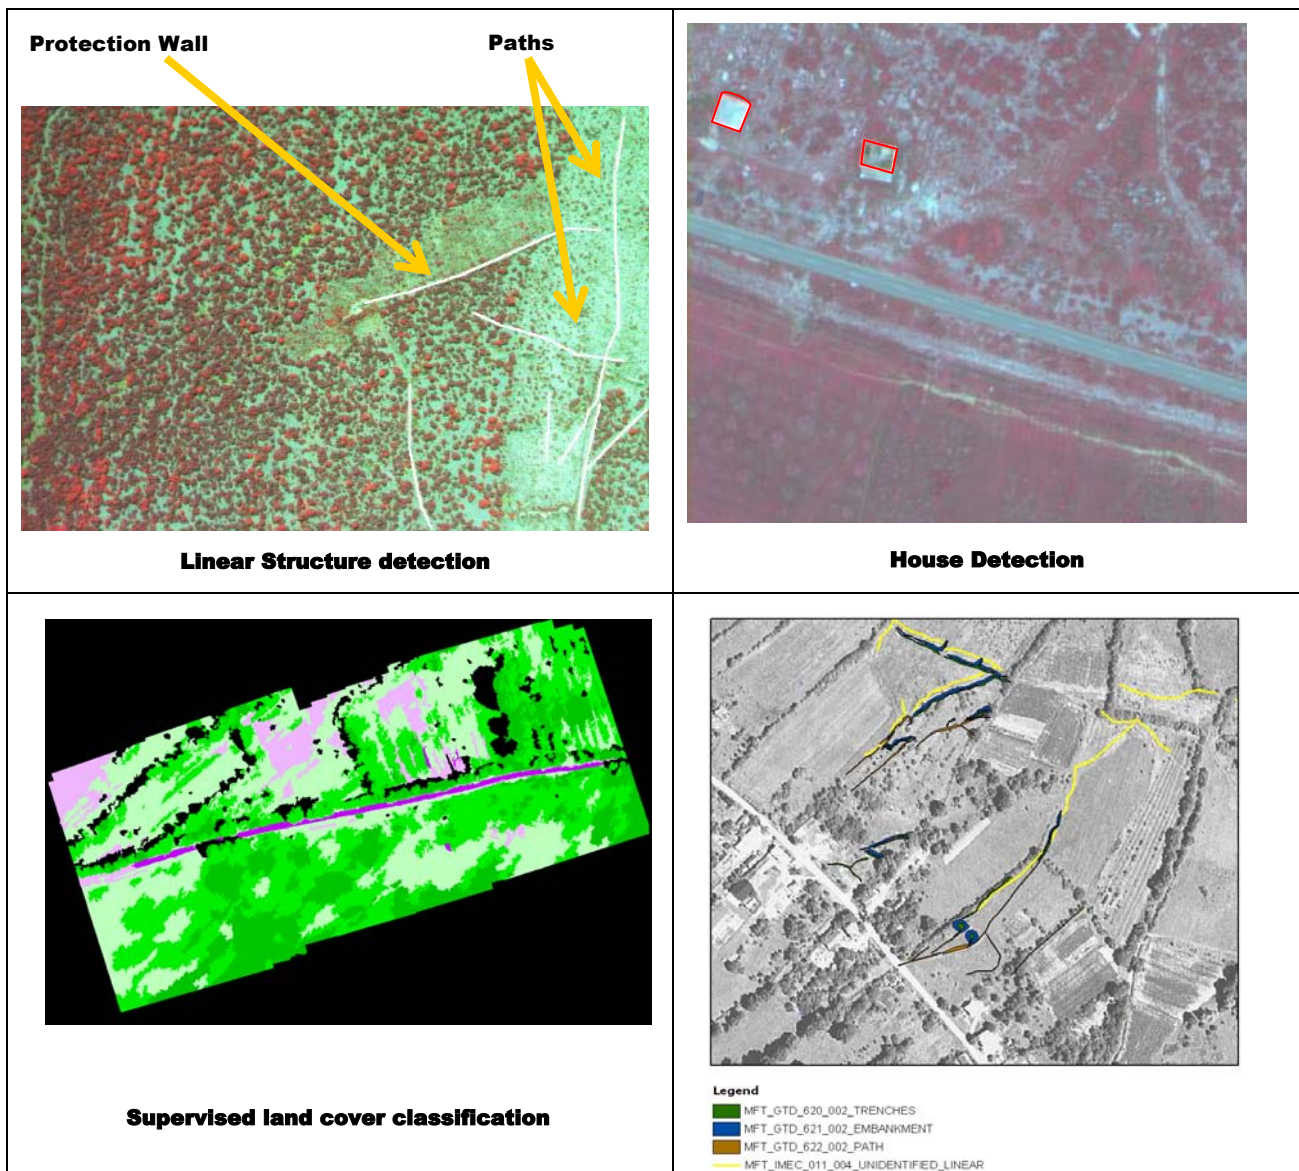 Protection Wall
Paths
Linear Structure detection
House Detection
Supervised land cover classification
Legend
MFT_GTD_620_002_TRENCHES
MFT_GTD_621_002_EMBANKMENT
MFT_GTD_622_002_PATH
MFT_IMEC_011_004_UNIDENTIFIED_LINEAR